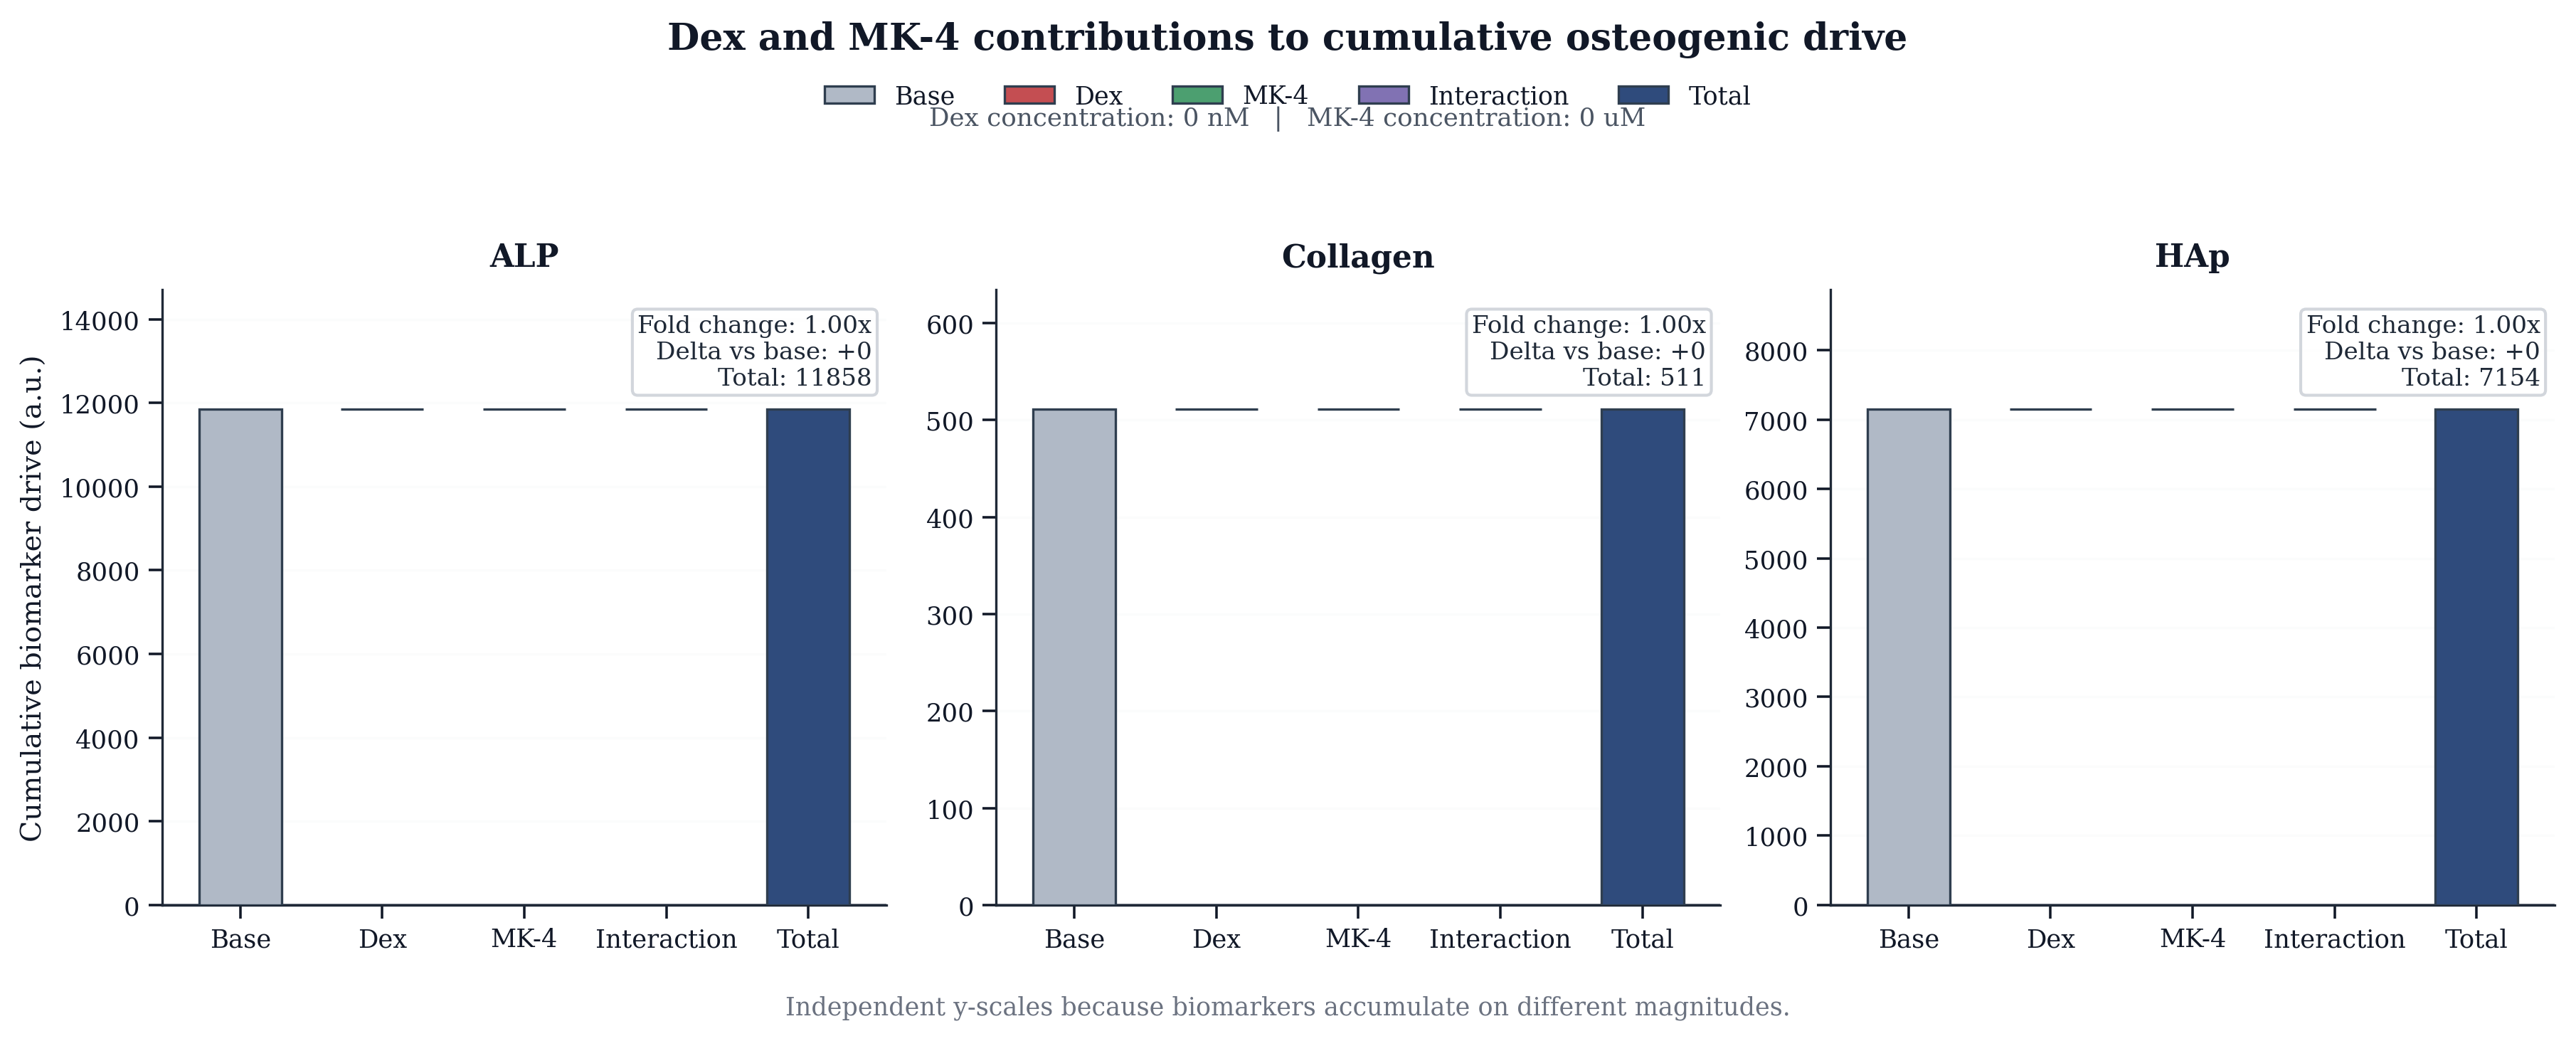 Dex and MK-4 contributions to cumulative osteogenic drive
Base Dex MK-4 Interaction Total
Dex concentration: 0 nM | MK-4 concentration: 0 uM
ALP
Cumulative biomarker drive (a.u.)
14000
12000
10000
8000
6000
4000
2000
0
Fold change: 1.00x
Delta vs base: +0
Total: 11858
Base Dex MK-4 Interaction Total
Collagen
600
500
400
300
200
100
0
Fold change: 1.00x
Delta vs base: +0
Total: 511
Base Dex MK-4 Interaction Total
HAp
8000
7000
6000
5000
4000
3000
2000
1000
0
Fold change: 1.00x
Delta vs base: +0
Total: 7154
Base Dex MK-4 Interaction Total
Independent y-scales because biomarkers accumulate on different magnitudes.